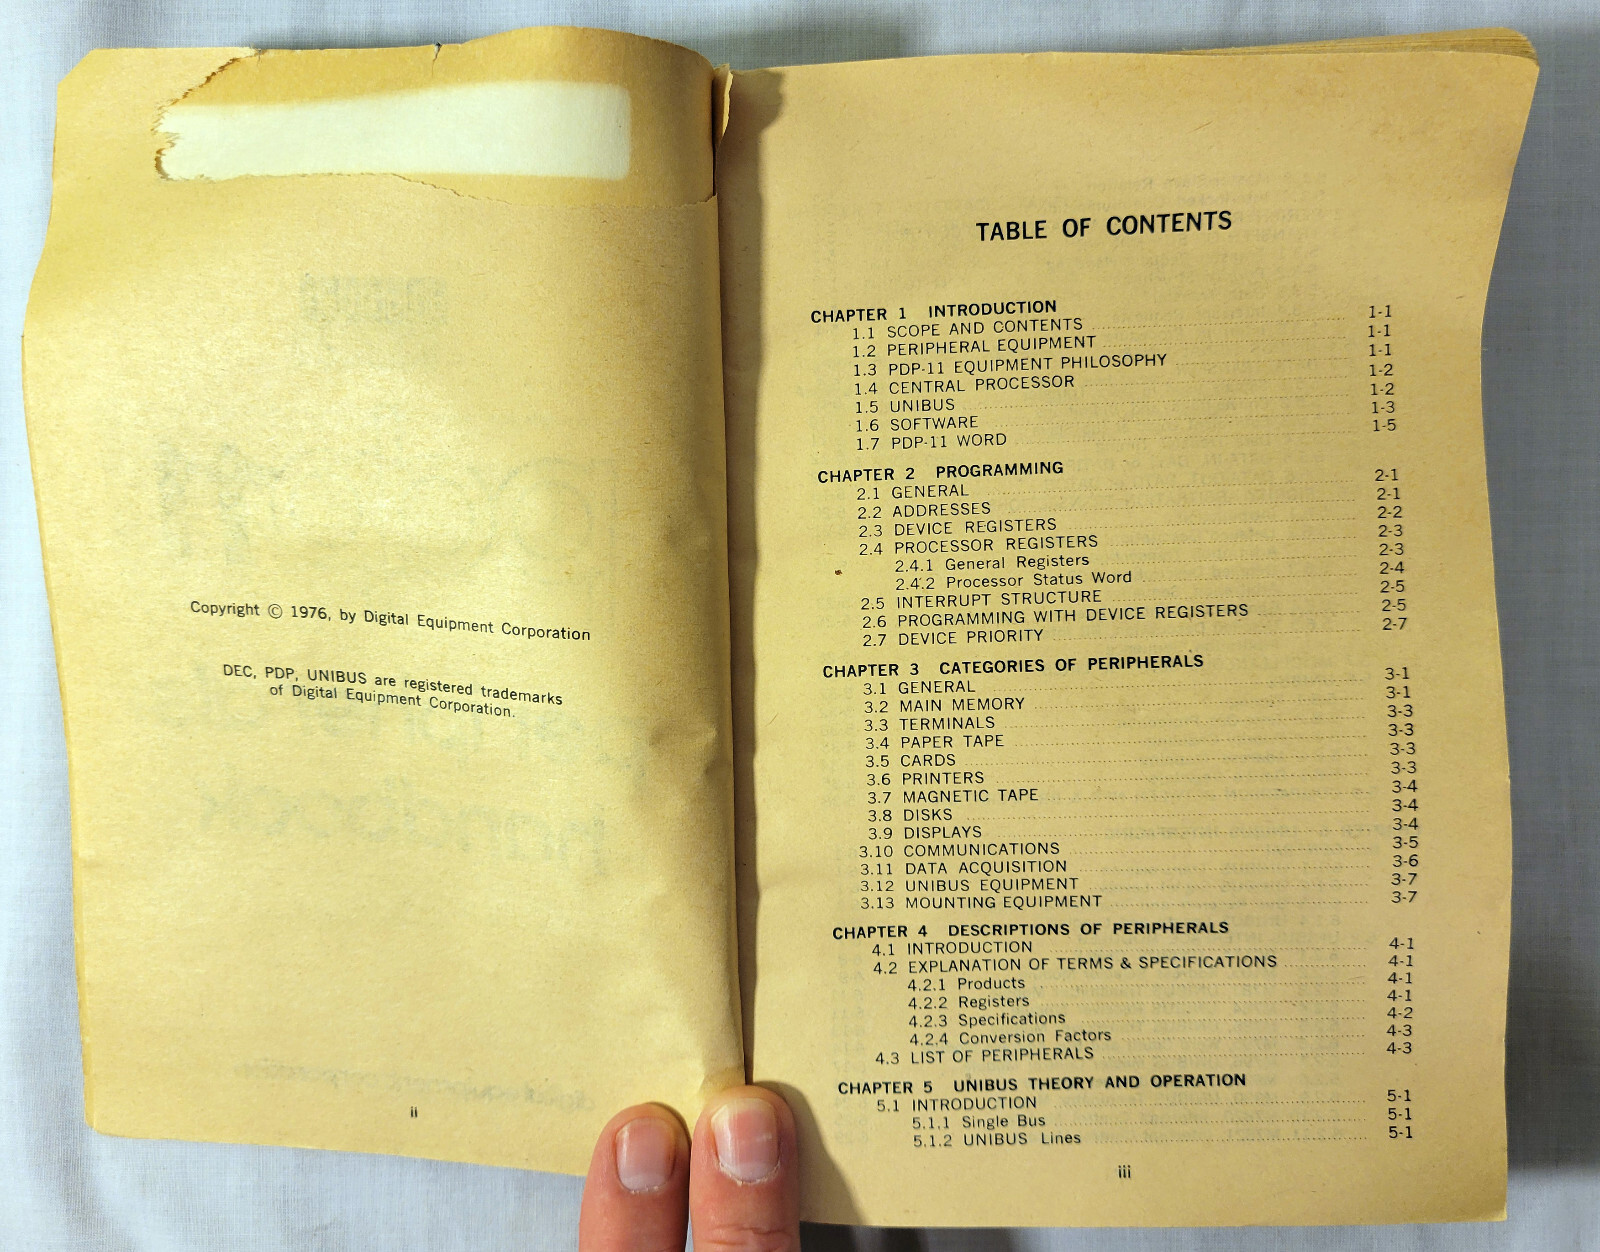 Copyright © 1976, by Digital Equipment Corporation
DEC, PDP, UNIBUS are registered trademarks
of Digital Equipment Corporation.
ii
TABLE OF CONTENTS
CHAPTER 1 INTRODUCTION
1.1 SCOPE AND CONTENTS 1-1
1.2 PERIPHERAL EQUIPMENT 1-1
1.3 PDP-11 EQUIPMENT PHILOSOPHY 1-1
1.4 CENTRAL PROCESSOR 1-2
1.5 UNIBUS 1-2
1.6 SOFTWARE 1-3
1.7 PDP-11 WORD 1-5
CHAPTER 2 PROGRAMMING
2.1 GENERAL 2-1
2.2 ADDRESSES 2-1
2.3 DEVICE REGISTERS 2-2
2.4 PROCESSOR REGISTERS 2-3
2.4.1 General Registers 2-3
2.4.2 Processor Status Word 2-4
2.5 INTERRUPT STRUCTURE 2-5
2.6 PROGRAMMING WITH DEVICE REGISTERS 2-5
2.7 DEVICE PRIORITY 2-7
CHAPTER 3 CATEGORIES OF PERIPHERALS
3.1 GENERAL 3-1
3.2 MAIN MEMORY 3-1
3.3 TERMINALS 3-3
3.4 PAPER TAPE 3-3
3.5 CARDS 3-3
3.6 PRINTERS 3-3
3.7 MAGNETIC TAPE 3-4
3.8 DISKS 3-4
3.9 DISPLAYS 3-4
3.10 COMMUNICATIONS 3-5
3.11 DATA ACQUISITION 3-6
3.12 UNIBUS EQUIPMENT 3-7
3.13 MOUNTING EQUIPMENT 3-7
CHAPTER 4 DESCRIPTIONS OF PERIPHERALS
4.1 INTRODUCTION 4-1
4.2 EXPLANATION OF TERMS & SPECIFICATIONS 4-1
4.2.1 Products 4-1
4.2.2 Registers 4-1
4.2.3 Specifications 4-2
4.2.4 Conversion Factors 4-3
4.3 LIST OF PERIPHERALS 4-3
CHAPTER 5 UNIBUS THEORY AND OPERATION
5.1 INTRODUCTION 5-1
5.1.1 Single Bus 5-1
5.1.2 UNIBUS Lines 5-1
iii